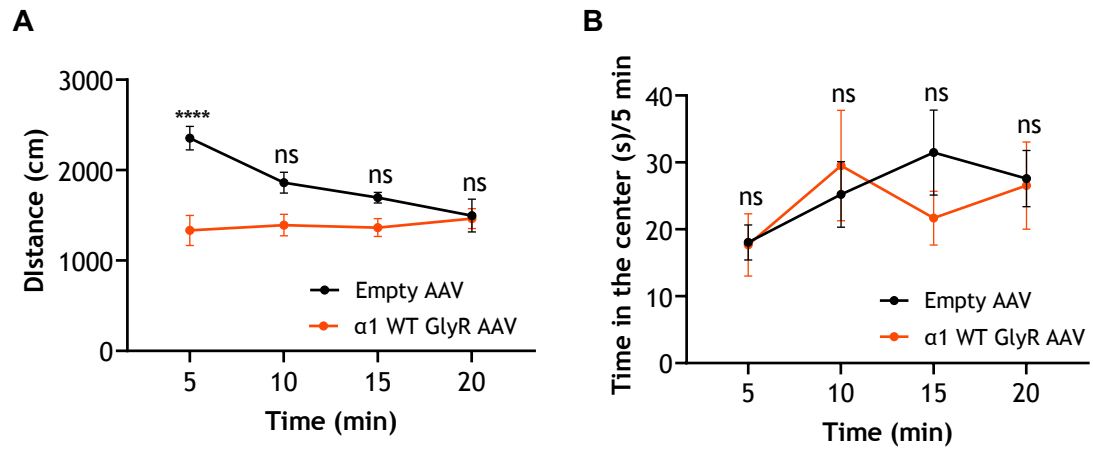 A
DIstance (cm)
3000
2000
1000
0
****
ns
ns
ns
Empty AAV
α1 WT GlyR AAV
5 10 15 20
Time (min)
B
Time in the center (s)/5 min
40
30
20
10
0
ns
ns
ns
ns
Empty AAV
α1 WT GlyR AAV
5 10 15 20
Time (min)